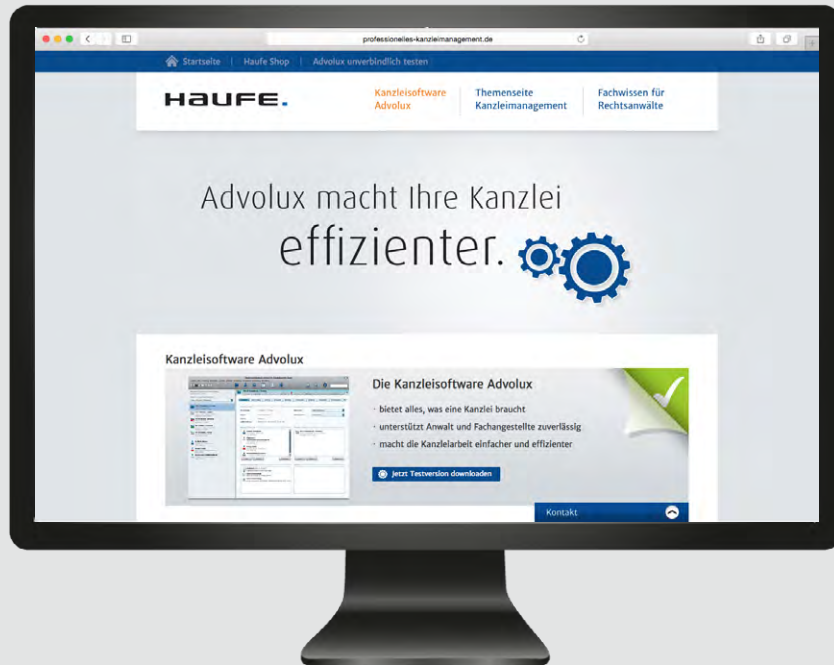 professionelles-kanzleimanagement.de
Startseite | Haufe Shop | Advolux unverbindlich testen
HAUFE.
Kanzleisoftware
Advolux
Themenseite
Kanzleimanagement
Fachwissen für
Rechtsanwälte
Advolux macht Ihre Kanzlei
effizienter.
Kanzleisoftware Advolux
Die Kanzleisoftware Advolux
· bietet alles, was eine Kanzlei braucht
· unterstützt Anwalt und Fachangestellte zuverlässig
· macht die Kanzleiarbeit einfacher und effizienter
Jetzt Testversion downloaden
Kontakt